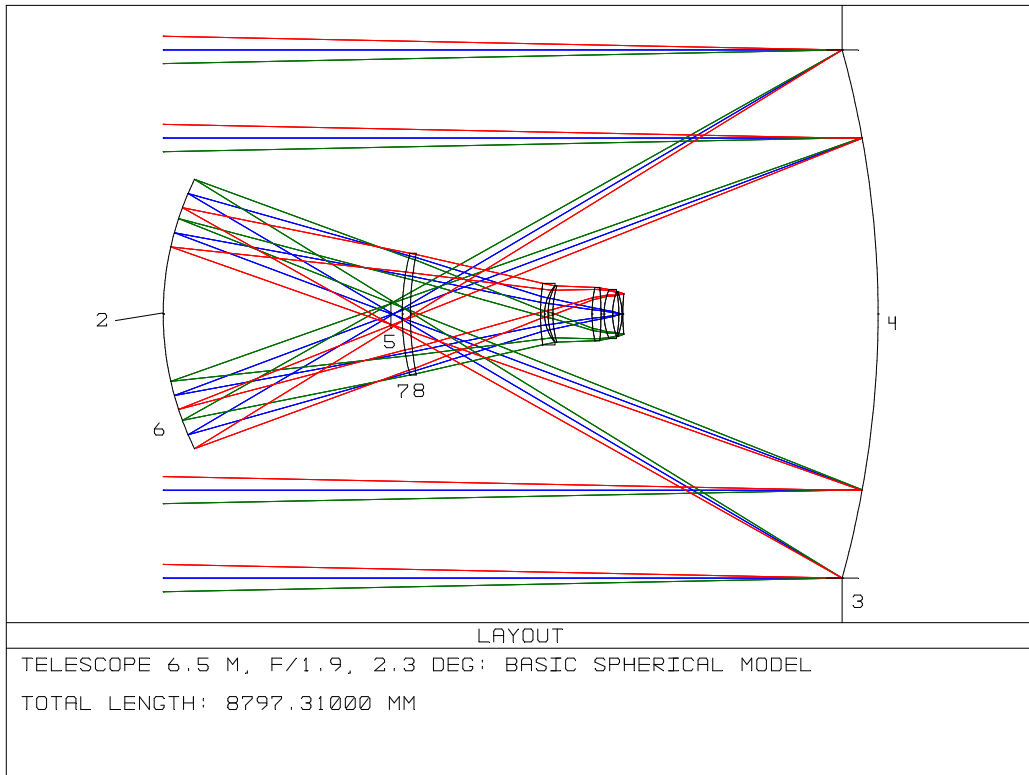 2
4
5
78
6
3
LAYOUT
TELESCOPE 6.5 M, F/1.9, 2.3 DEG: BASIC SPHERICAL MODEL
TOTAL LENGTH: 8797.31000 MM